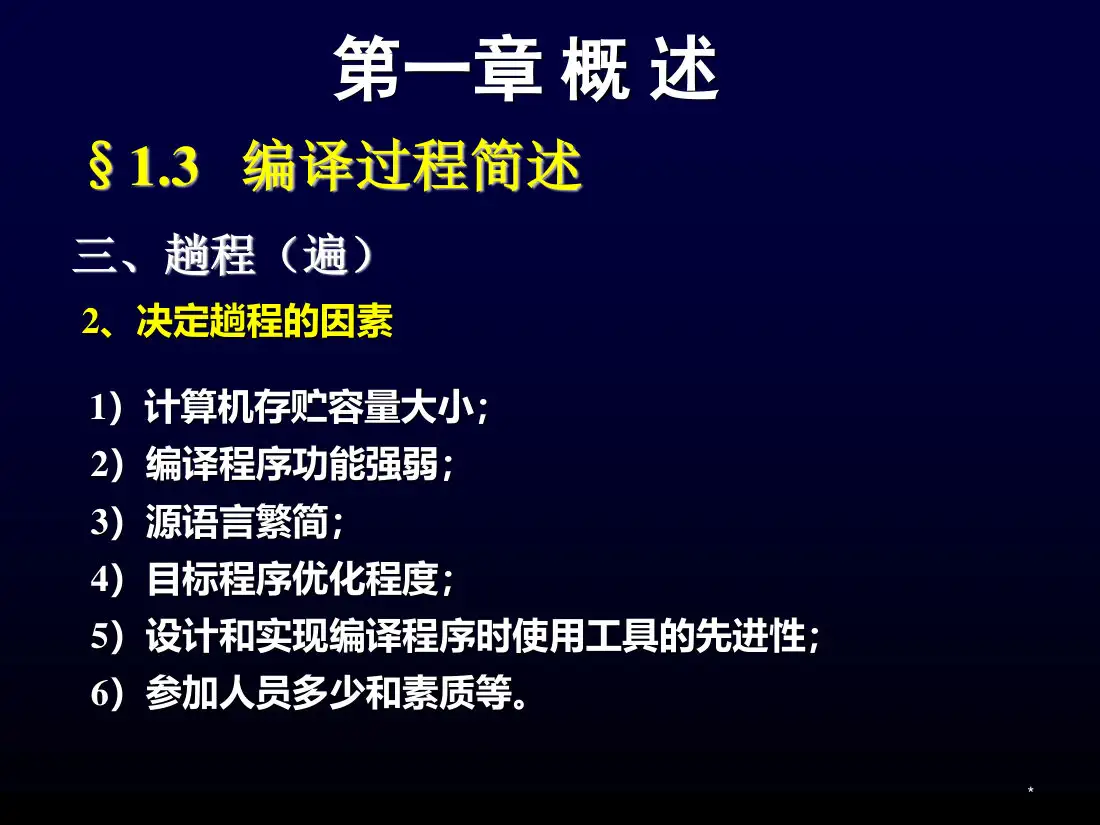 第一章 概 述
§1.3 编译过程简述
三、趟程（遍）
2、决定趟程的因素
1）计算机存贮容量大小；
2）编译程序功能强弱；
3）源语言繁简；
4）目标程序优化程度；
5）设计和实现编译程序时使用工具的先进性；
6）参加人员多少和素质等。
*